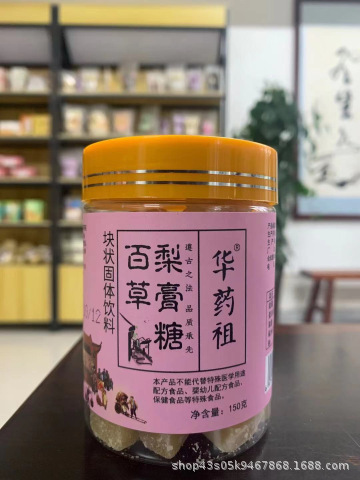 华药祖®
百草
梨膏糖
遵古之法 品质承先
块状固体饮料
本产品不能代替特殊医学用途
配方食品、婴幼儿配方食品、
保健食品等特殊食品。
净含量：150克
shop43s05k9467868.1688.com